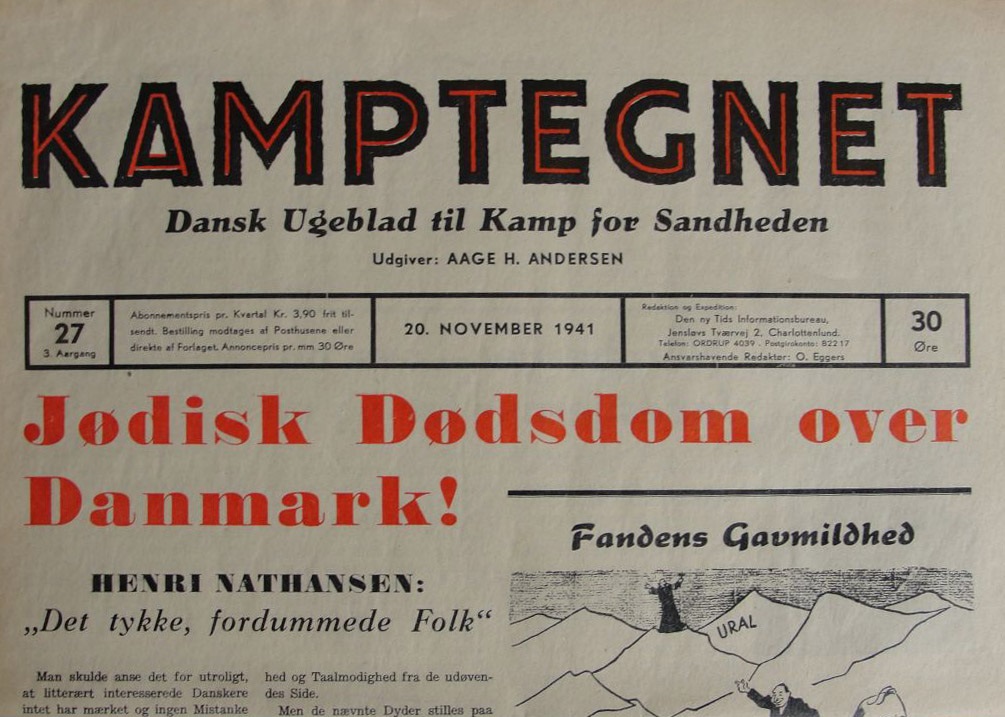 KAMPTEGNET
Dansk Ugeblad til Kamp for Sandheden
Udgiver: AAGE H. ANDERSEN
Nummer
27
3. Aargang
Abonnementspris pr. Kvartal Kr. 3,90 frit til-
sendt. Bestilling modtages af Posthusene eller
direkte af Forlaget. Annoncepris pr. mm 30 Øre
20. NOVEMBER 1941
Redaktion og Expedition:
Den ny Tids Informationsbureau,
Jensløvs Tværvej 2, Charlottenlund.
Telefon: ORDRUP 4039 . Postgirokonto: 82217
Ansvarshavende Redaktør: O. Eggers
30
Øre
Jødisk Dødsdom over
Danmark!
HENRI NATHANSEN:
„Det tykke, fordummede Folk“
Man skulde anse det for utroligt,
at litterært interesserede Danskere
intet har mærket og ingen Mistanke
hed og Taalmodighed fra de udøven-
des Side.
Men de nævnte Dyder stilles paa
Fandens Gavmildhed
URAL